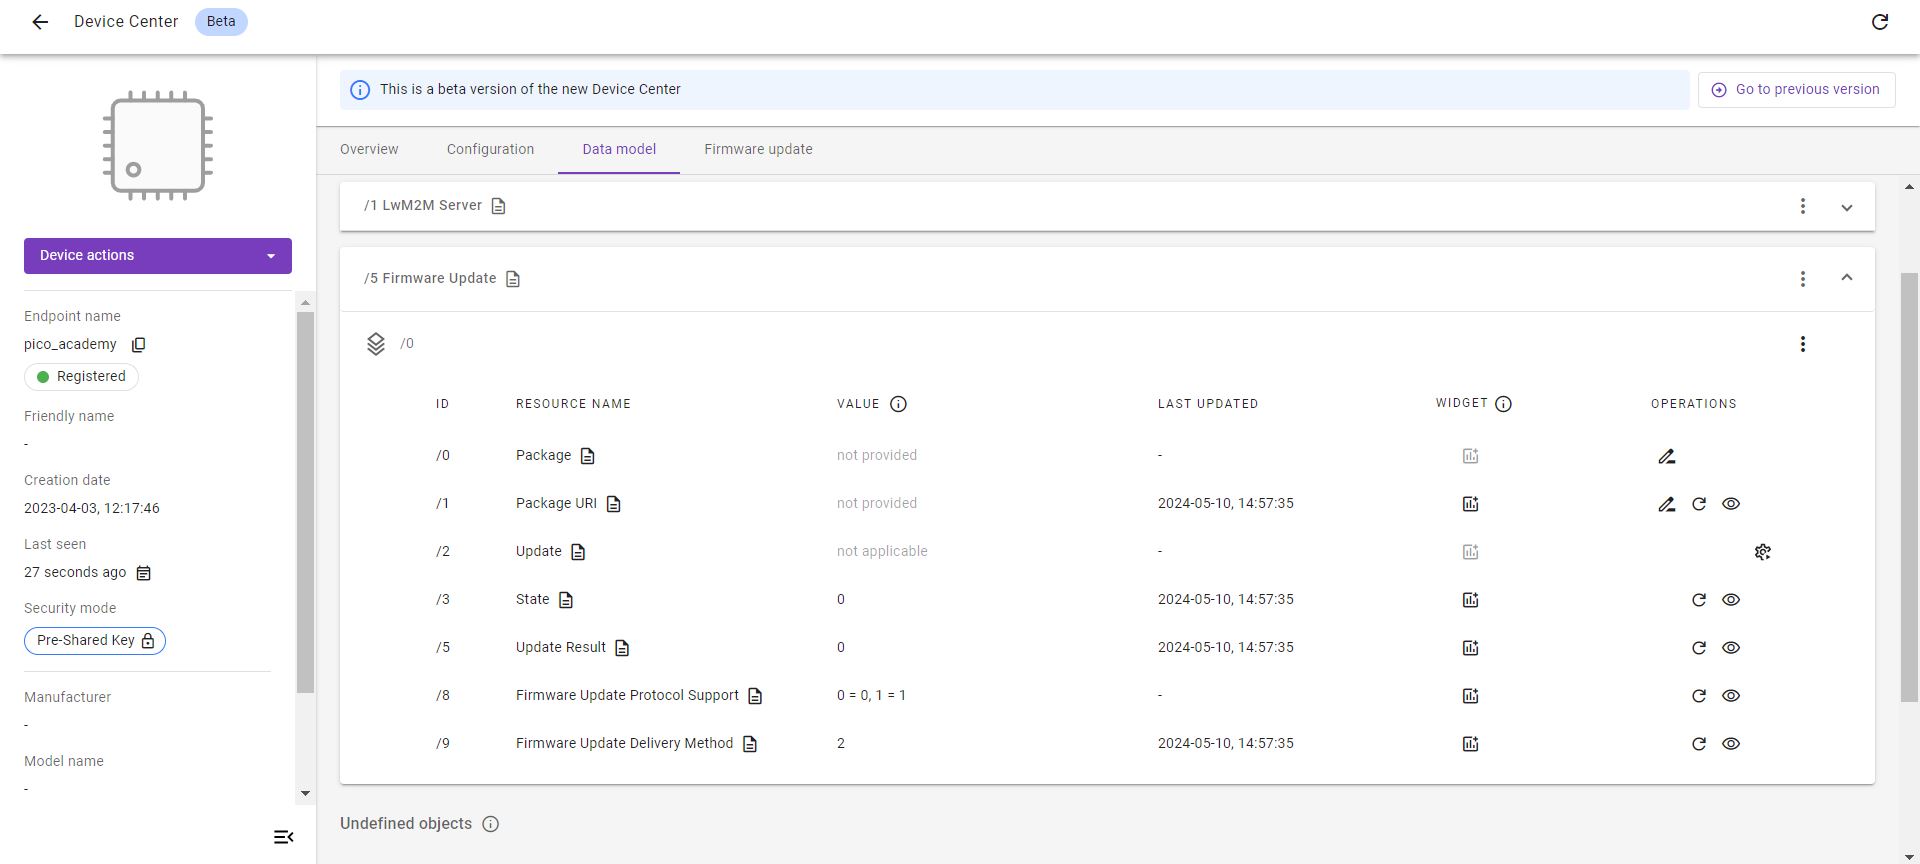 Device Center
Beta
This is a beta version of the new Device Center
Go to previous version
Overview
Configuration
Data model
Firmware update
Device actions
Endpoint name
pico_academy
Registered
Friendly name
-
Creation date
2023-04-03, 12:17:46
Last seen
27 seconds ago
Security mode
Pre-Shared Key
Manufacturer
-
Model name
-
/1 LwM2M Server
/5 Firmware Update
/0
ID RESOURCE NAME VALUE LAST UPDATED WIDGET OPERATIONS
/0 Package not provided -
/1 Package URI not provided 2024-05-10, 14:57:35
/2 Update not applicable -
/3 State 0 2024-05-10, 14:57:35
/5 Update Result 0 2024-05-10, 14:57:35
/8 Firmware Update Protocol Support 0 = 0, 1 = 1 -
/9 Firmware Update Delivery Method 2 2024-05-10, 14:57:35
Undefined objects